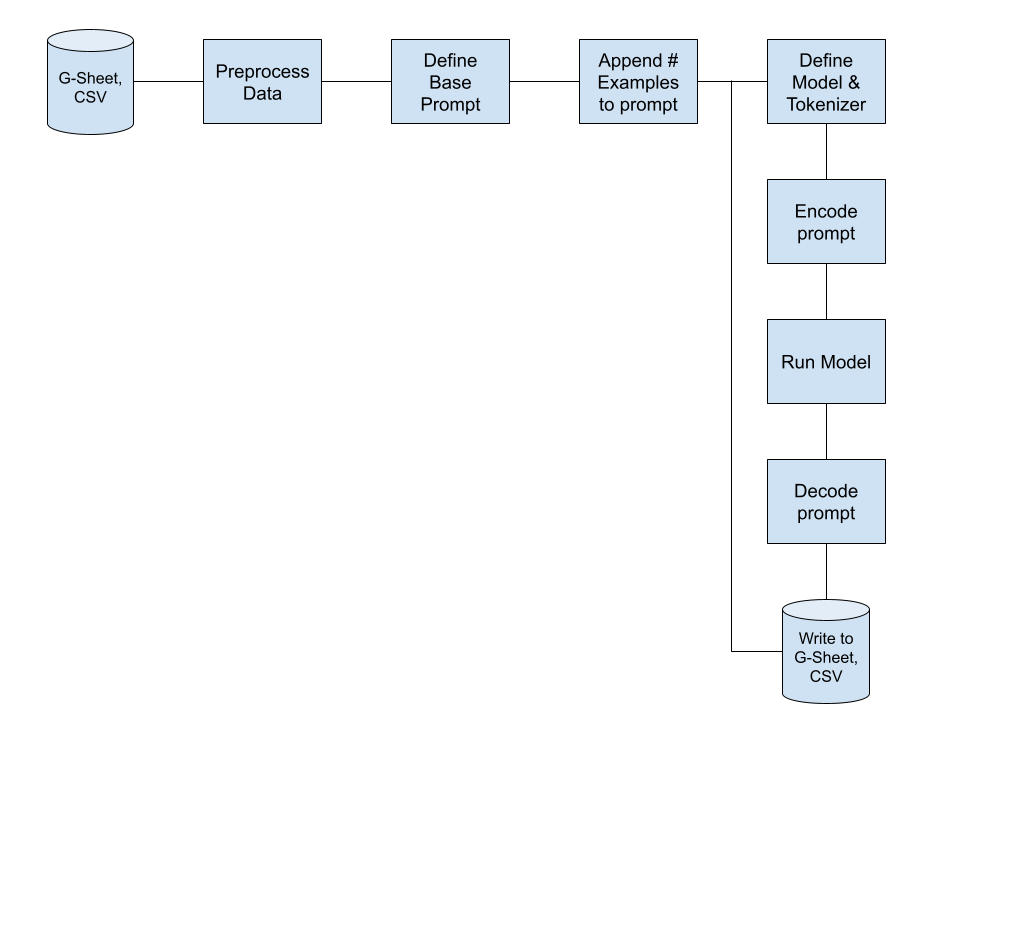 G-Sheet,
CSV
Preprocess
Data
Define
Base
Prompt
Append #
Examples
to prompt
Define
Model &
Tokenizer
Encode
prompt
Run Model
Decode
prompt
Write to
G-Sheet,
CSV